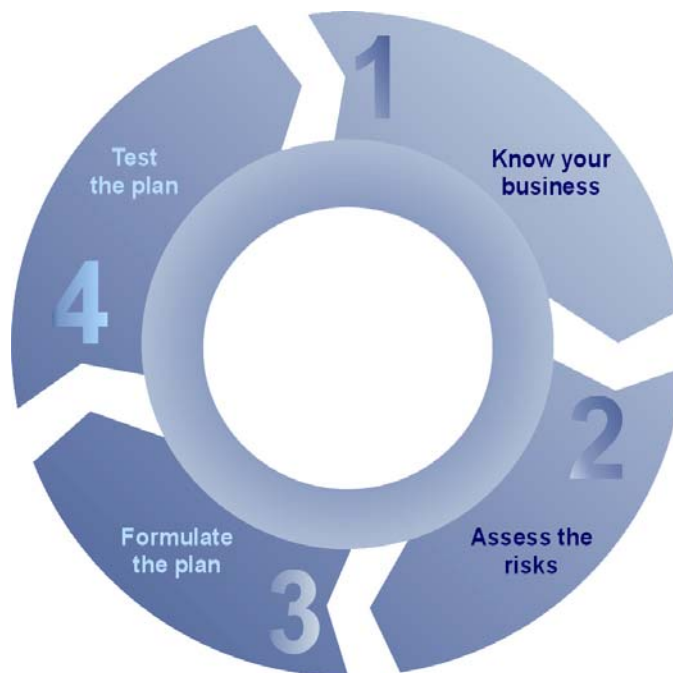 1
Know your
business
2
Assess the
risks
3
Formulate
the plan
4
Test
the plan